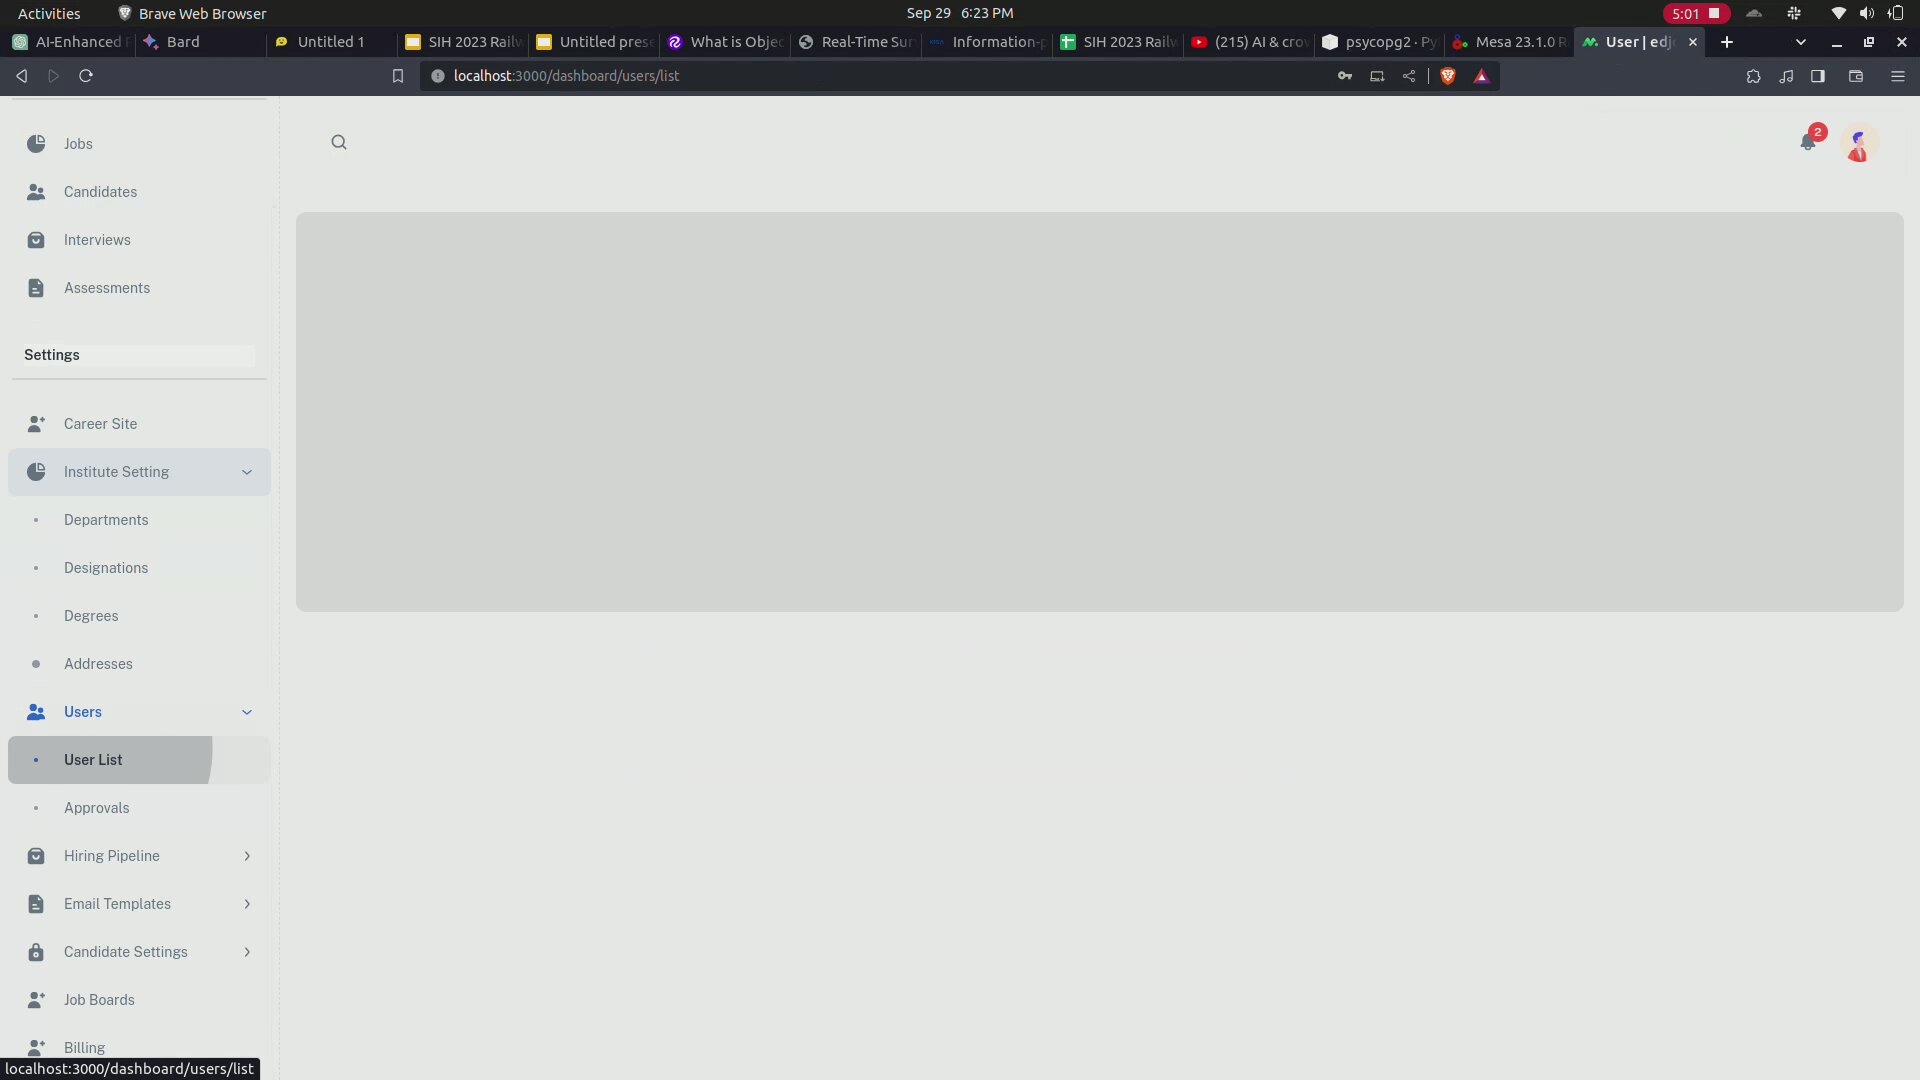 Activities
Brave Web Browser
Sep 29 6:23 PM
5:01
AI-Enhanced
Bard
Untitled 1
SIH 2023 Railw
Untitled prese
What is Objec
Real-Time Sur
Information-p
SIH 2023 Railw
(215) AI & crow
psycopg2 · Py
Mesa 23.1.0 R
User | edjo
localhost:3000/dashboard/users/list
Jobs
2
Candidates
Interviews
Assessments
Settings
Career Site
Institute Setting
Departments
Designations
Degrees
Addresses
Users
User List
Approvals
Hiring Pipeline
Email Templates
Candidate Settings
Job Boards
Billing
localhost:3000/dashboard/users/list